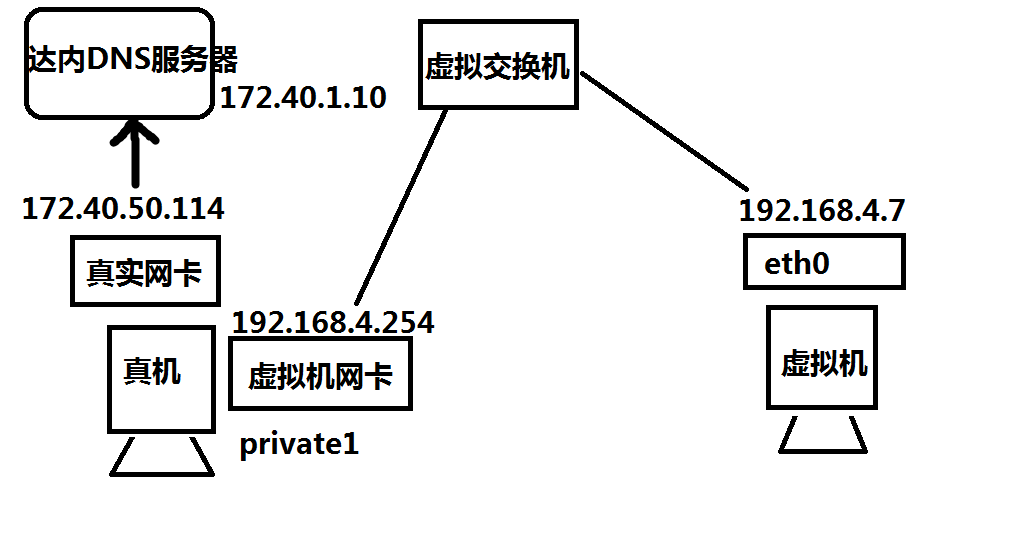 达内DNS服务器
172.40.1.10
虚拟交换机
172.40.50.114
192.168.4.7
真实网卡
eth0
192.168.4.254
真机
虚拟机网卡
虚拟机
private1